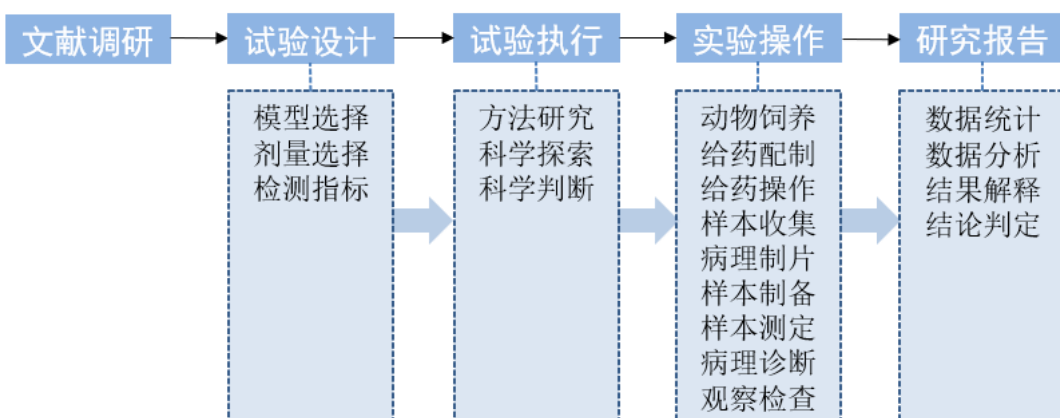 文献调研
试验设计
试验执行
实验操作
研究报告
模型选择
剂量选择
检测指标
方法研究
科学探索
科学判断
动物饲养
给药配制
给药操作
样本收集
病理制片
样本制备
样本测定
病理诊断
观察检查
数据统计
数据分析
结果解释
结论判定